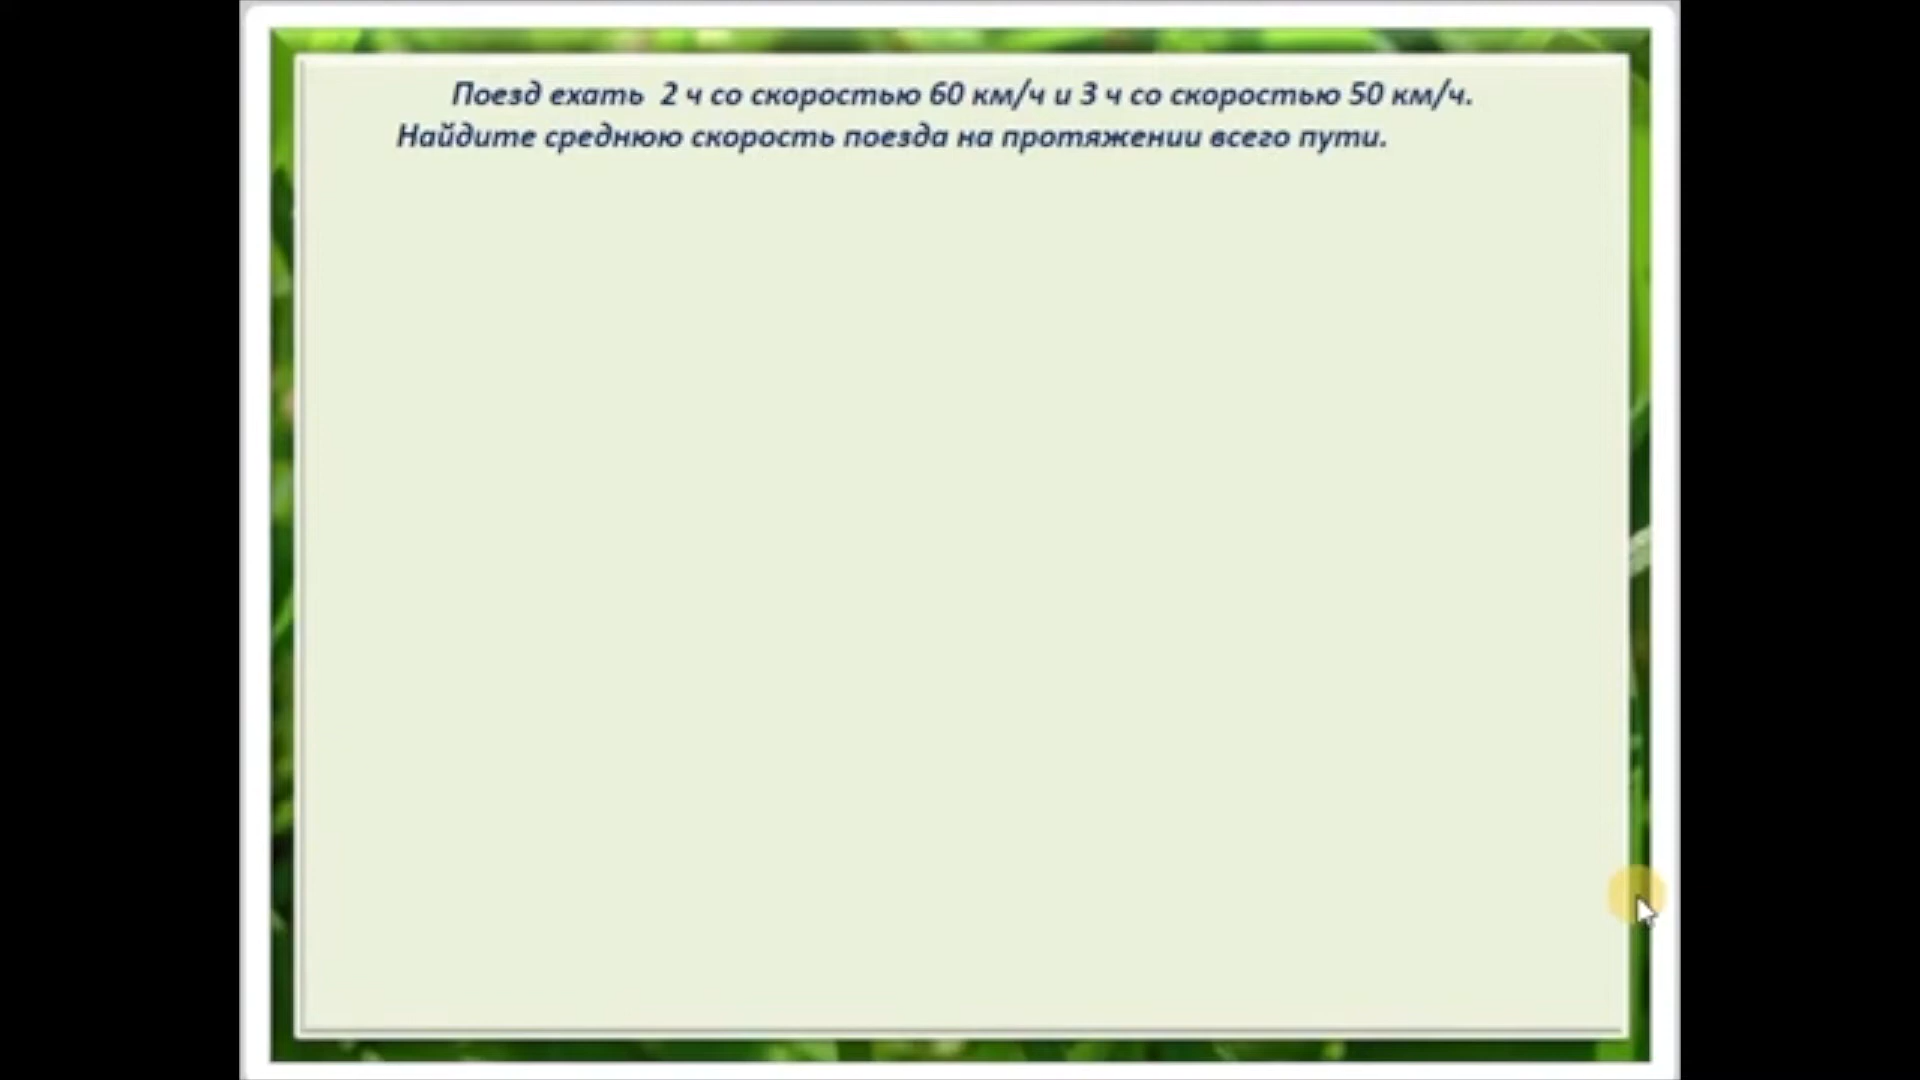 Поезд ехать 2 ч со скоростью 60 км/ч и 3 ч со скоростью 50 км/ч.
Найдите среднюю скорость поезда на протяжении всего пути.